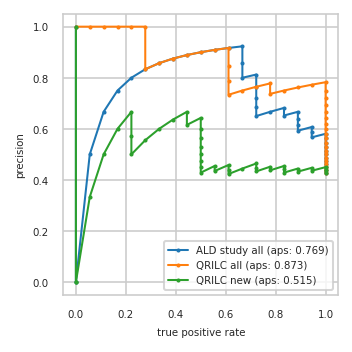 1.0
0.8
0.6
0.4
0.2
0.0
precision
0.0 0.2 0.4 0.6 0.8 1.0
true positive rate
ALD study all (aps: 0.769)
QRILC all (aps: 0.873)
QRILC new (aps: 0.515)